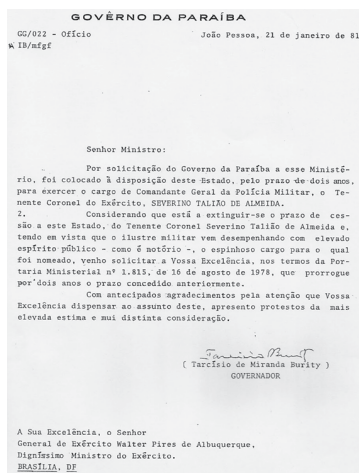 GOVÊRNO DA PARAÍBA
GG/022 - Ofício João Pessoa, 21 de janeiro de 81
IB/mfgf
Senhor Ministro:
Por solicitação do Governo da Paraíba a esse Ministé-
rio, foi colocado à disposição deste Estado, pelo prazo de dois anos,
para exercer o cargo de Comandante Geral da Polícia Militar, o Te-
nente Coronel do Exército, SEVERINO TALIÃO DE ALMEIDA.
2. Considerando que está a extinguir-se o prazo de ces-
são a este Estado, do Tenente Coronel Severino Talião de Almeida e,
tendo em vista que o ilustre militar vem desempenhando com elevado
espírito público - como é notório -, o espinhoso cargo para o qual
foi nomeado, venho solicitar a Vossa Excelência, nos termos da Por-
taria Ministerial nº 1.815, de 16 de agosto de 1978, que prorrogue
por dois anos o prazo concedido anteriormente.
Com antecipados agradecimentos pela atenção que Vossa
Excelência dispensar ao assunto deste, apresento protestos da mais
elevada estima e mui distinta consideração.
Tarcísio Burity
( Tarcísio de Miranda Burity )
GOVERNADOR
A Sua Excelência, o Senhor
General de Exército Walter Pires de Albuquerque,
Digníssimo Ministro do Exército.
BRASÍLIA, DF